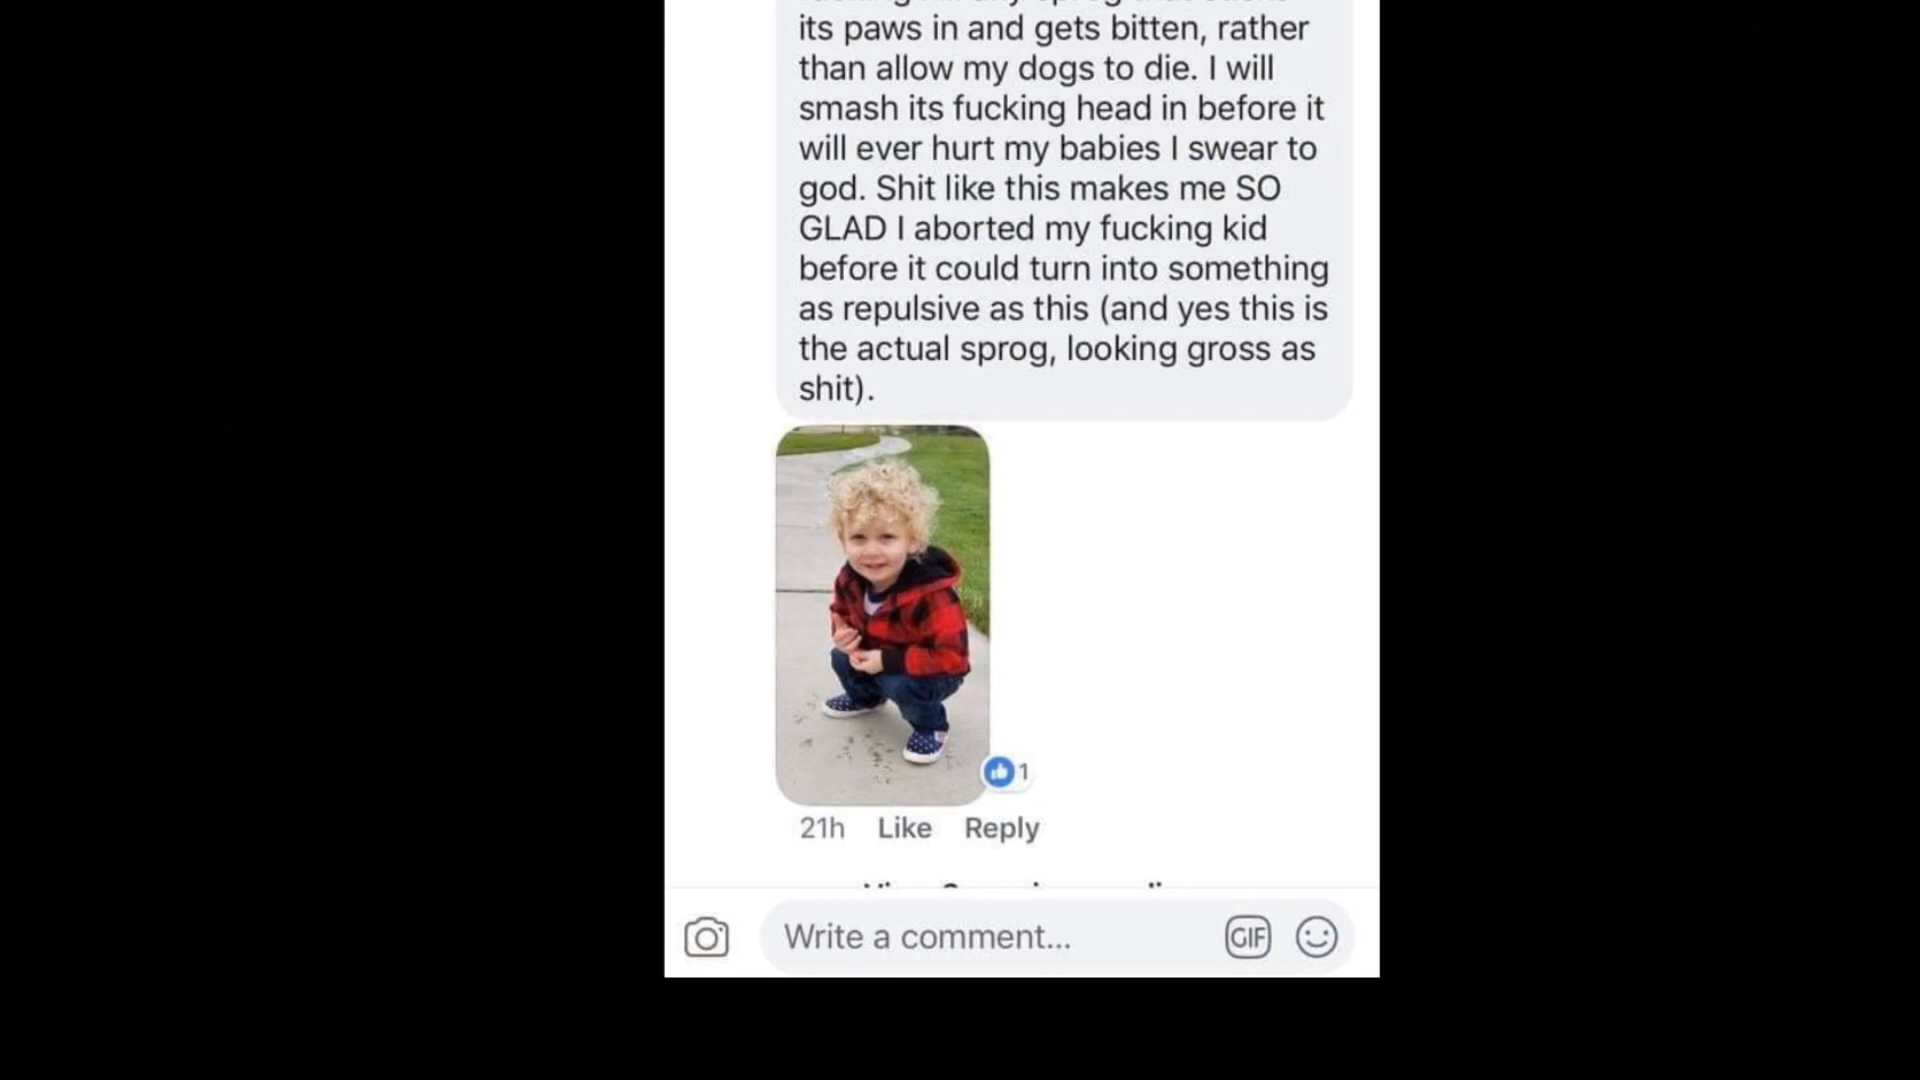 its paws in and gets bitten, rather
than allow my dogs to die. I will
smash its fucking head in before it
will ever hurt my babies I swear to
god. Shit like this makes me SO
GLAD I aborted my fucking kid
before it could turn into something
as repulsive as this (and yes this is
the actual sprog, looking gross as
shit).
1
21h Like Reply
Write a comment...
GIF